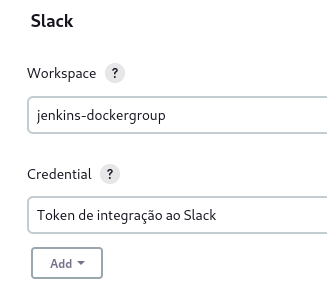 Slack
Workspace ?
jenkins-dockergroup
Credential ?
Token de integração ao Slack
Add